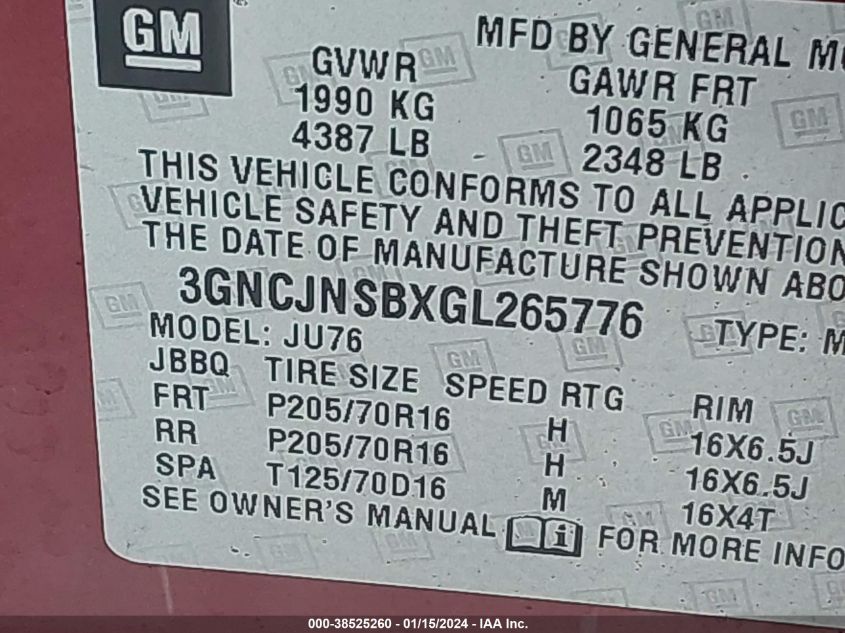 GM
MFD BY GENERAL
GVWR
GAWR FRT
1990 KG
1065 KG
4387 LB
2348 LB
THIS VEHICLE CONFORMS TO ALL APPLIC
VEHICLE SAFETY AND THEFT PREVENTION
THE DATE OF MANUFACTURE SHOWN ABO
3GNCJNSBXGL265776
TYPE: M
MODEL: JU76
JBBQ TIRE SIZE SPEED RTG RIM
FRT P205/70R16 H 16X6.5J
RR P205/70R16 H 16X6.5J
SPA T125/70D16 M 16X4T
SEE OWNER'S MANUAL i FOR MORE INFO
000-38525260 - 01/15/2024 - IAA Inc.